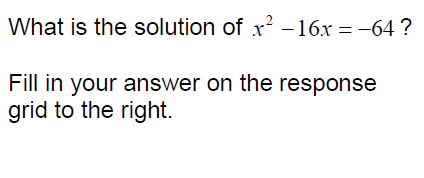 What is the solution of x² − 16x = −64 ?
Fill in your answer on the response
grid to the right.